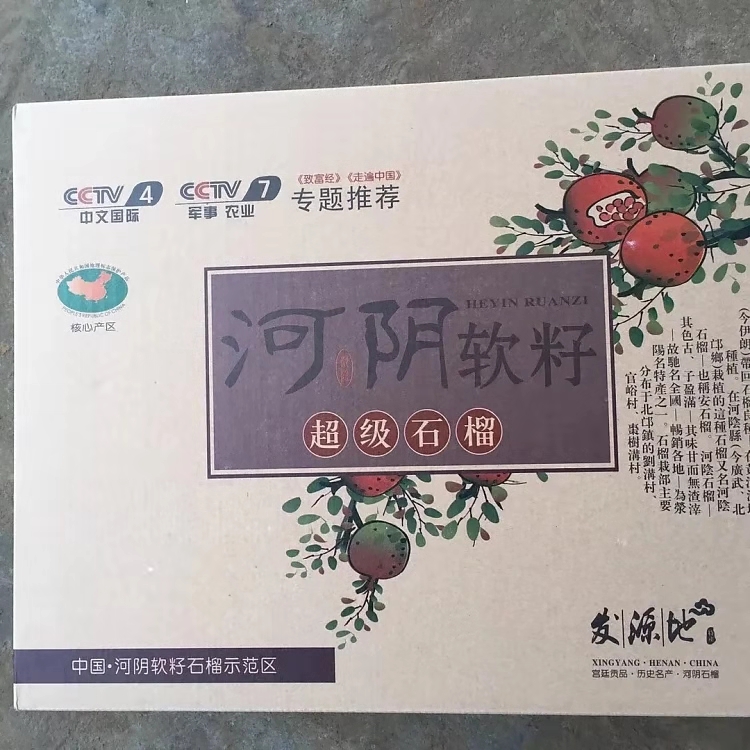 CCTV 4
中文国际
CCTV 7
军事 农业
《致富经》《走遍中国》
专题推荐
核心产区
HEYIN RUANZI
河阴软籽
超级石榴
種植。在河陰縣(今廣武、北
邙鄉)栽植的這種石榴又名河陰
石榴—也稱安石榴。河陰石榴—
其色古、子盈滿—其味甘而無渣滓
—故馳名全國—暢銷各地—為滎
陽名特產之一。石榴栽部主要
分布于北邙鎮的劉溝村
官峪村 棗樹溝村。
发源地
XINGYANG·HENAN·CHINA
宫廷贡品·历史名产·河阴石榴
中国·河阴软籽石榴示范区